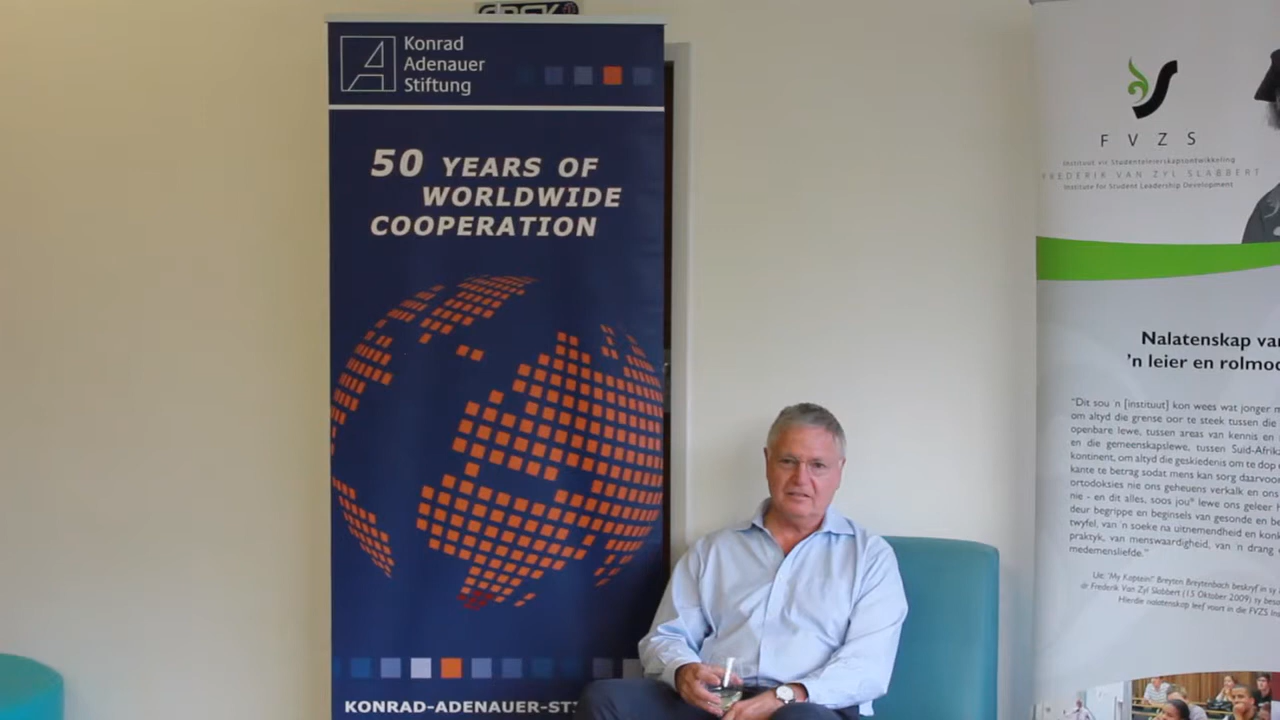 Konrad
Adenauer
Stiftung
50 YEARS OF
WORLDWIDE
COOPERATION
KONRAD-ADENAUER-ST
F V Z S
Instituut vir Studenteleierskapsontwikkeling
FREDERIK VAN ZYL SLABBERT
Institute for Student Leadership Development
Nalatenskap va
'n leier en rolmo
"Dit sou 'n [instituut] kon wees wat jonger
om altyd die grense oor te steek tussen die
openbare lewe, tussen areas van kennis en
en die gemeenskapslewe, tussen Suid-Afrik
kontinent, om altyd die geskiedenis om te dop
kante te betrag sodat mens kan sorg daarvoor
ortodoksies nie ons geheuens verkalk en ons
nie - en dit alles, soos jou* lewe ons geleer
deur begrippe en beginsels van gesonde en
twyfel, van 'n soeke na uitnemendheid en kon
praktyk, van menswaardigheid, van 'n drang
medemensliefde."
Uit: "My Kaptein!" Breyten Breytenbach beskryf in sy
dr Frederik Van Zyl Slabbert (15 Oktober 2009) sy bes
Hierdie nalatenskap leef voort in die FVZS Ins